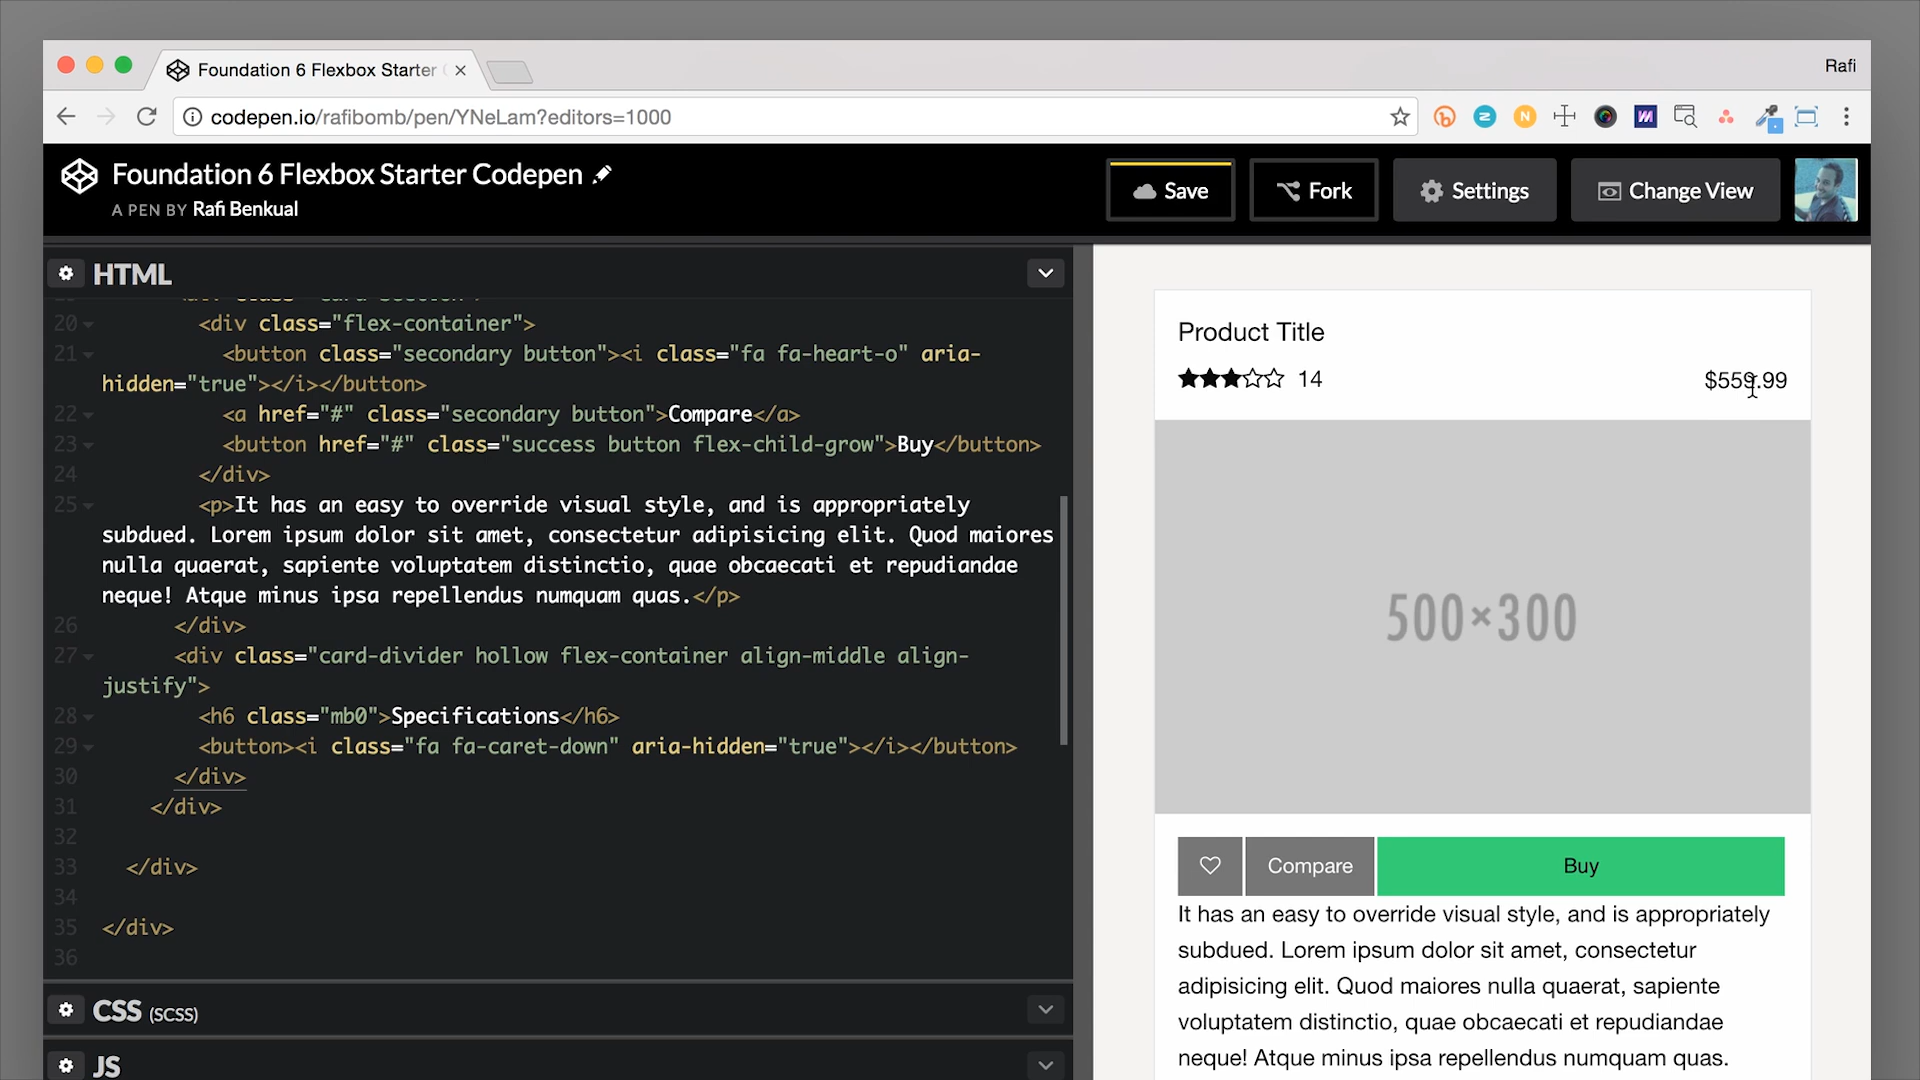 Foundation 6 Flexbox Starter
Rafi
codepen.io/rafibomb/pen/YNeLam?editors=1000
Foundation 6 Flexbox Starter Codepen
A PEN BY Rafi Benkual
Save
Fork
Settings
Change View
HTML
20 <div class="flex-container">
21 <button class="secondary button"><i class="fa fa-heart-o" aria-
hidden="true"></i></button>
22 <a href="#" class="secondary button">Compare</a>
23 <button href="#" class="success button flex-child-grow">Buy</button>
24 </div>
25 <p>It has an easy to override visual style, and is appropriately
subdued. Lorem ipsum dolor sit amet, consectetur adipisicing elit. Quod maiores
nulla quaerat, sapiente voluptatem distinctio, quae obcaecati et repudiandae
neque! Atque minus ipsa repellendus numquam quas.</p>
26 </div>
27 <div class="card-divider hollow flex-container align-middle align-
justify">
28 <h6 class="mb0">Specifications</h6>
29 <button><i class="fa fa-caret-down" aria-hidden="true"></i></button>
30 </div>
31 </div>
32
33 </div>
34
35 </div>
36
CSS (SCSS)
JS
Product Title
14
$559.99
500×300
Compare
Buy
It has an easy to override visual style, and is appropriately
subdued. Lorem ipsum dolor sit amet, consectetur
adipisicing elit. Quod maiores nulla quaerat, sapiente
voluptatem distinctio, quae obcaecati et repudiandae
neque! Atque minus ipsa repellendus numquam quas.